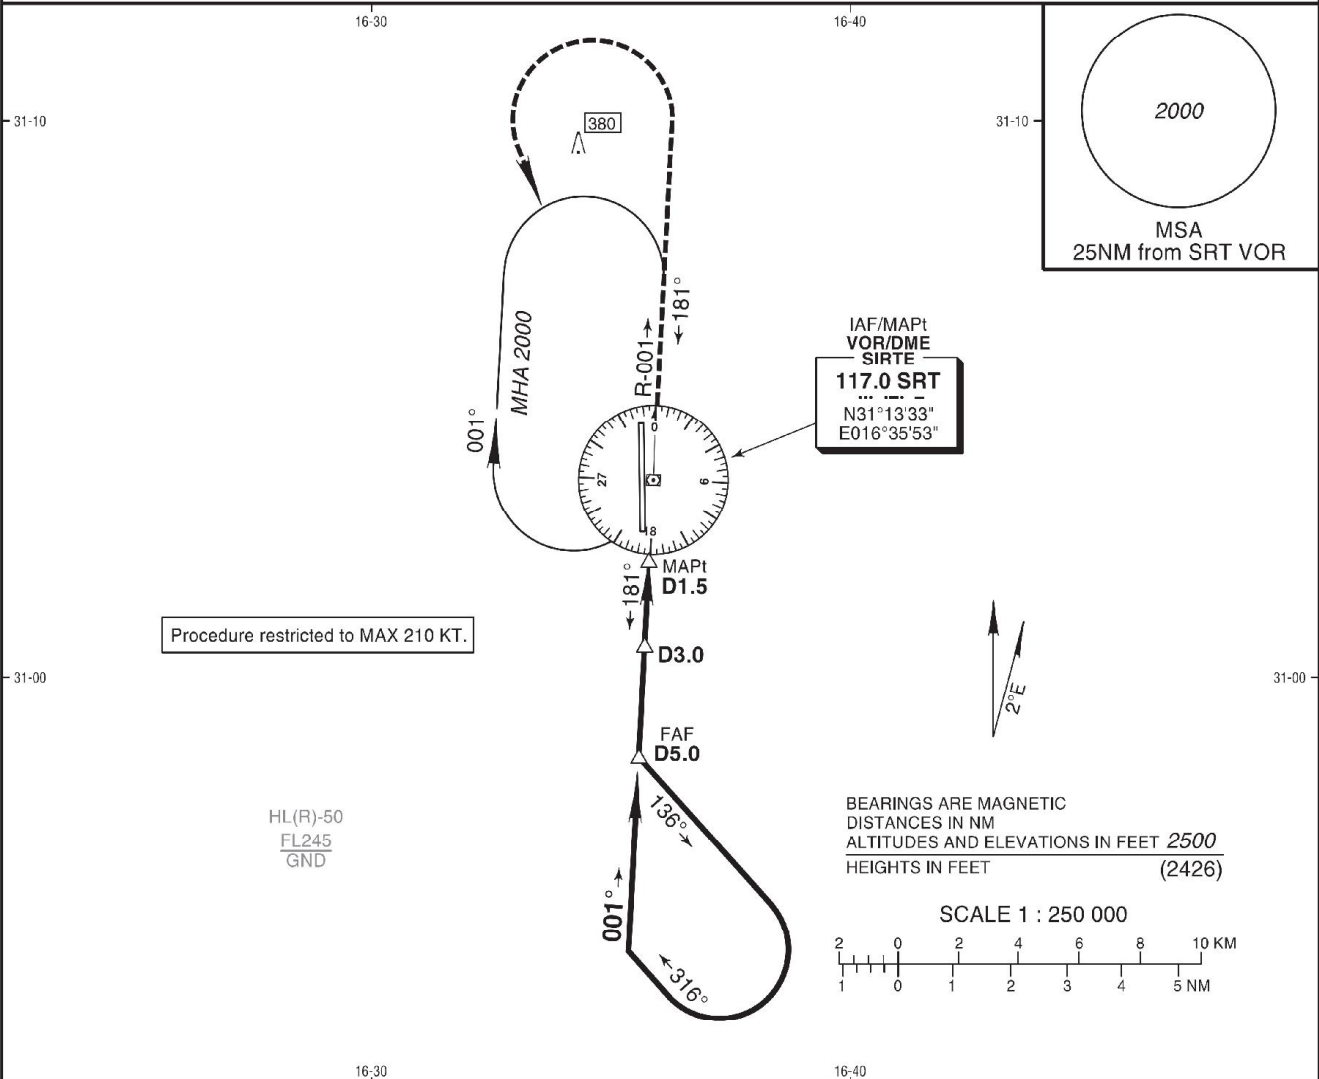 16-30
16-40
2000
31-10
380
31-10
MSA
25NM from SRT VOR
181°
MHA 2000
R-001
IAF/MAPt
VOR/DME
SIRTE
117.0 SRT
N31°13'33"
E016°35'53"
001°
0
27
6
18
MAPt
D1.5
181°
Procedure restricted to MAX 210 KT.
D3.0
31-00
31-00
2°E
FAF
D5.0
136°
HL(R)-50
FL245
GND
BEARINGS ARE MAGNETIC
DISTANCES IN NM
ALTITUDES AND ELEVATIONS IN FEET 2500
HEIGHTS IN FEET (2426)
001°
316°
SCALE 1 : 250 000
2 0 2 4 6 8 10 KM
1 0 1 2 3 4 5 NM
16-30
16-40